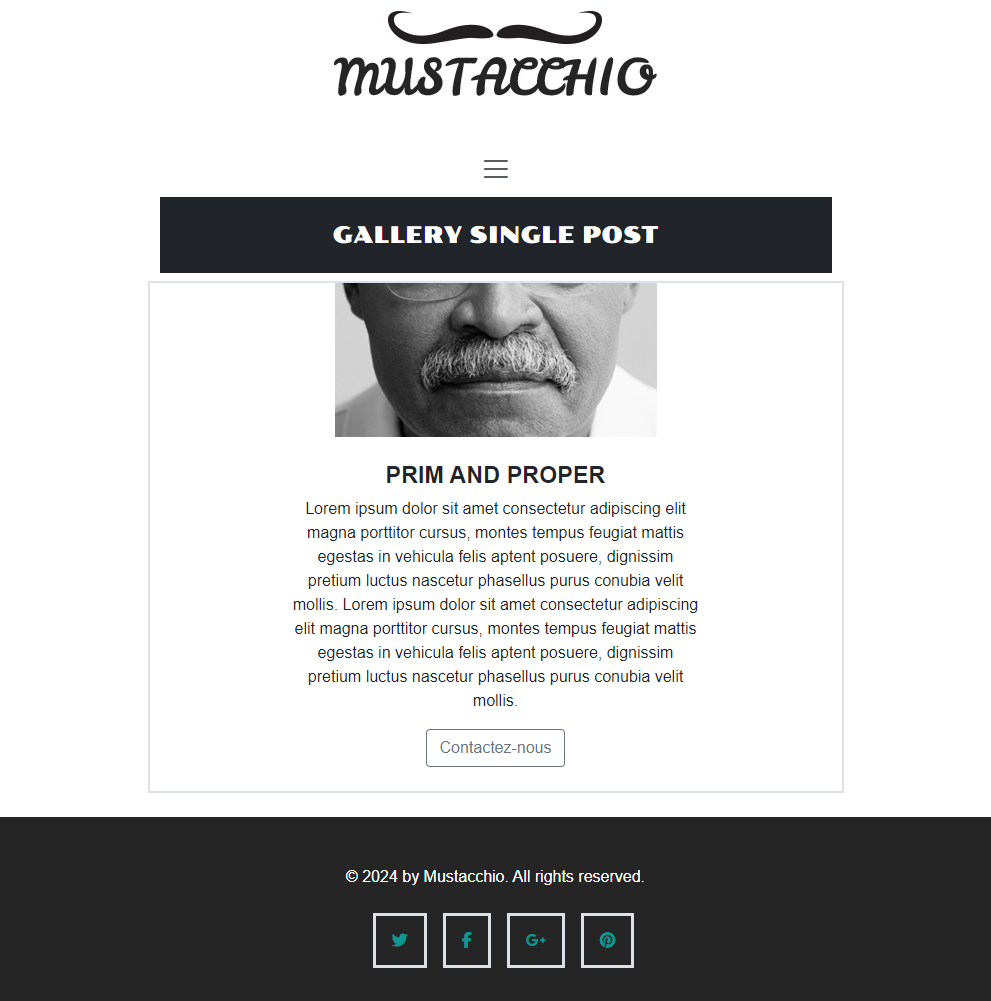 MUSTACCHIO
GALLERY SINGLE POST
PRIM AND PROPER
Lorem ipsum dolor sit amet consectetur adipiscing elit
magna porttitor cursus, montes tempus feugiat mattis
egestas in vehicula felis aptent posuere, dignissim
pretium luctus nascetur phasellus purus conubia velit
mollis. Lorem ipsum dolor sit amet consectetur adipiscing
elit magna porttitor cursus, montes tempus feugiat mattis
egestas in vehicula felis aptent posuere, dignissim
pretium luctus nascetur phasellus purus conubia velit
mollis.
Contactez-nous
© 2024 by Mustacchio. All rights reserved.